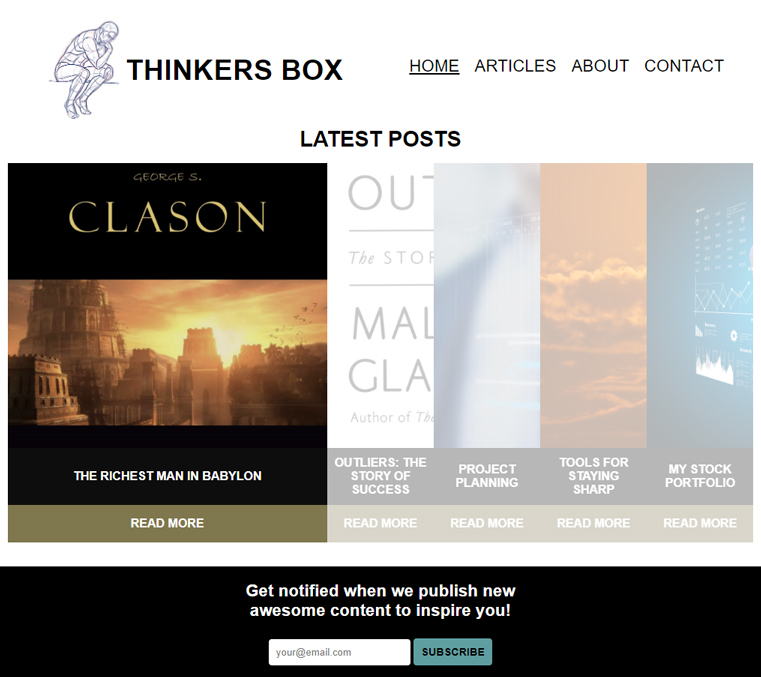 THINKERS BOX
HOME ARTICLES ABOUT CONTACT
LATEST POSTS
GEORGE S.
CLASON
OUT
The STOR
MAL
GLA
Author of The
THE RICHEST MAN IN BABYLON
READ MORE
OUTLIERS: THE
STORY OF
SUCCESS
READ MORE
PROJECT
PLANNING
READ MORE
TOOLS FOR
STAYING
SHARP
READ MORE
MY STOCK
PORTFOLIO
READ MORE
Get notified when we publish new
awesome content to inspire you!
your@email.com
SUBSCRIBE